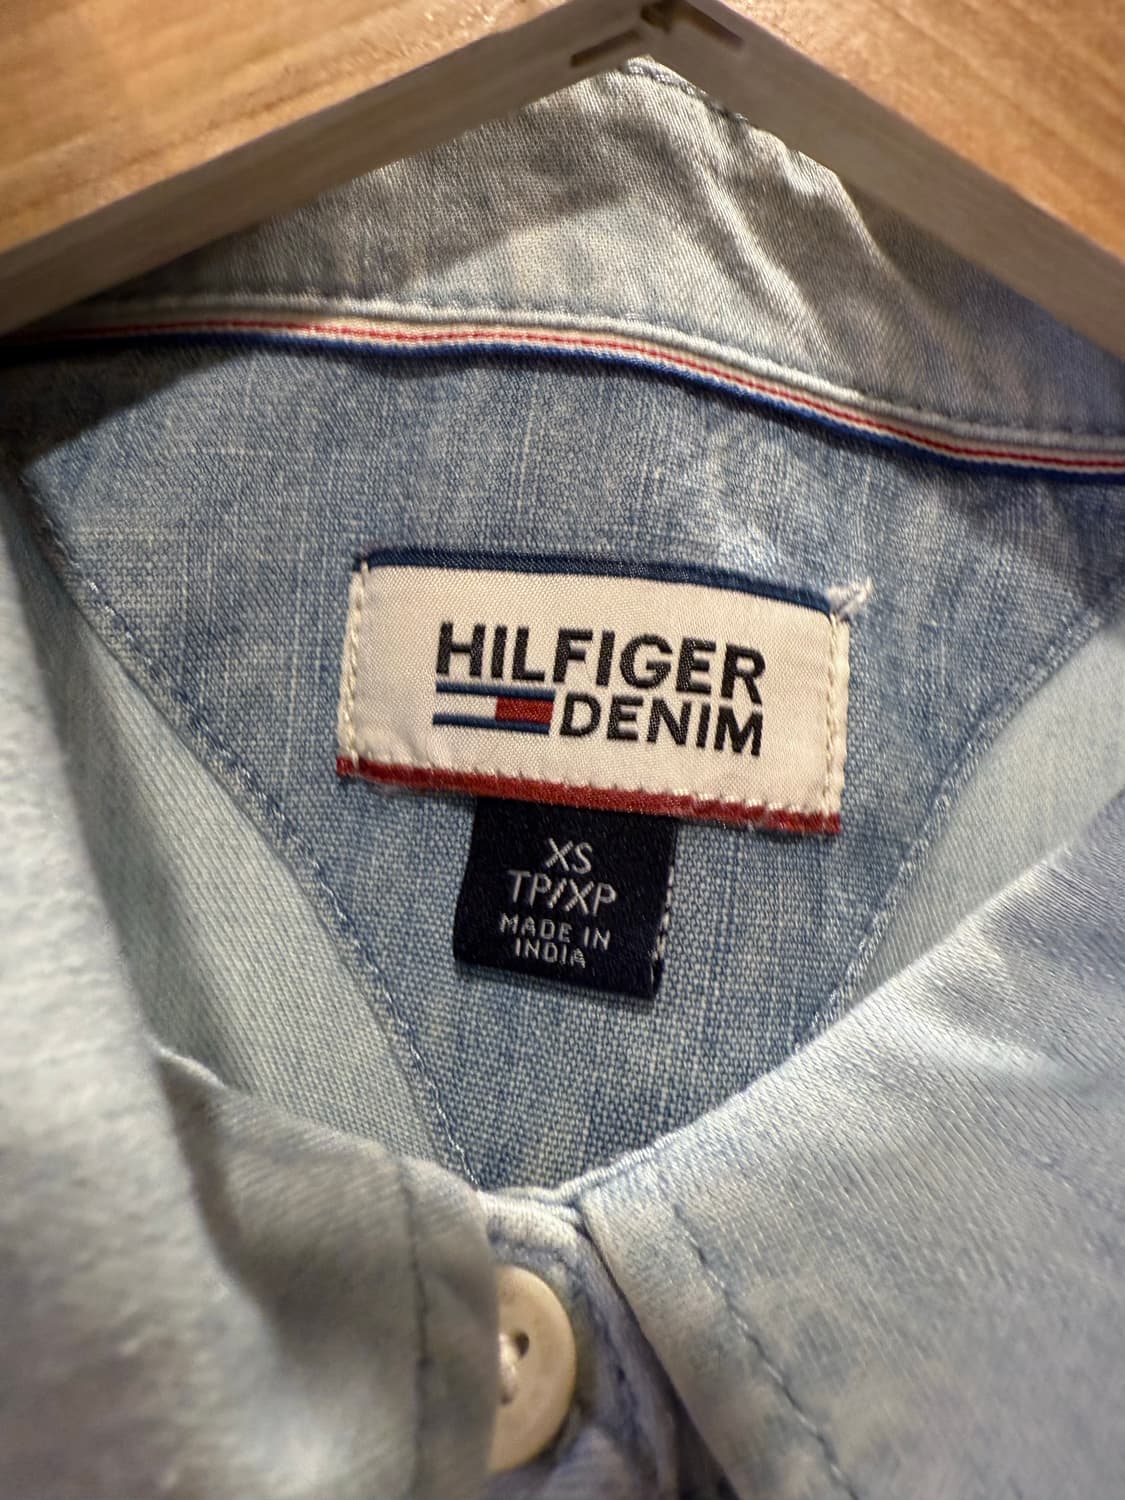 HILFIGER
DENIM
XS
TP/XP
MADE IN
INDIA